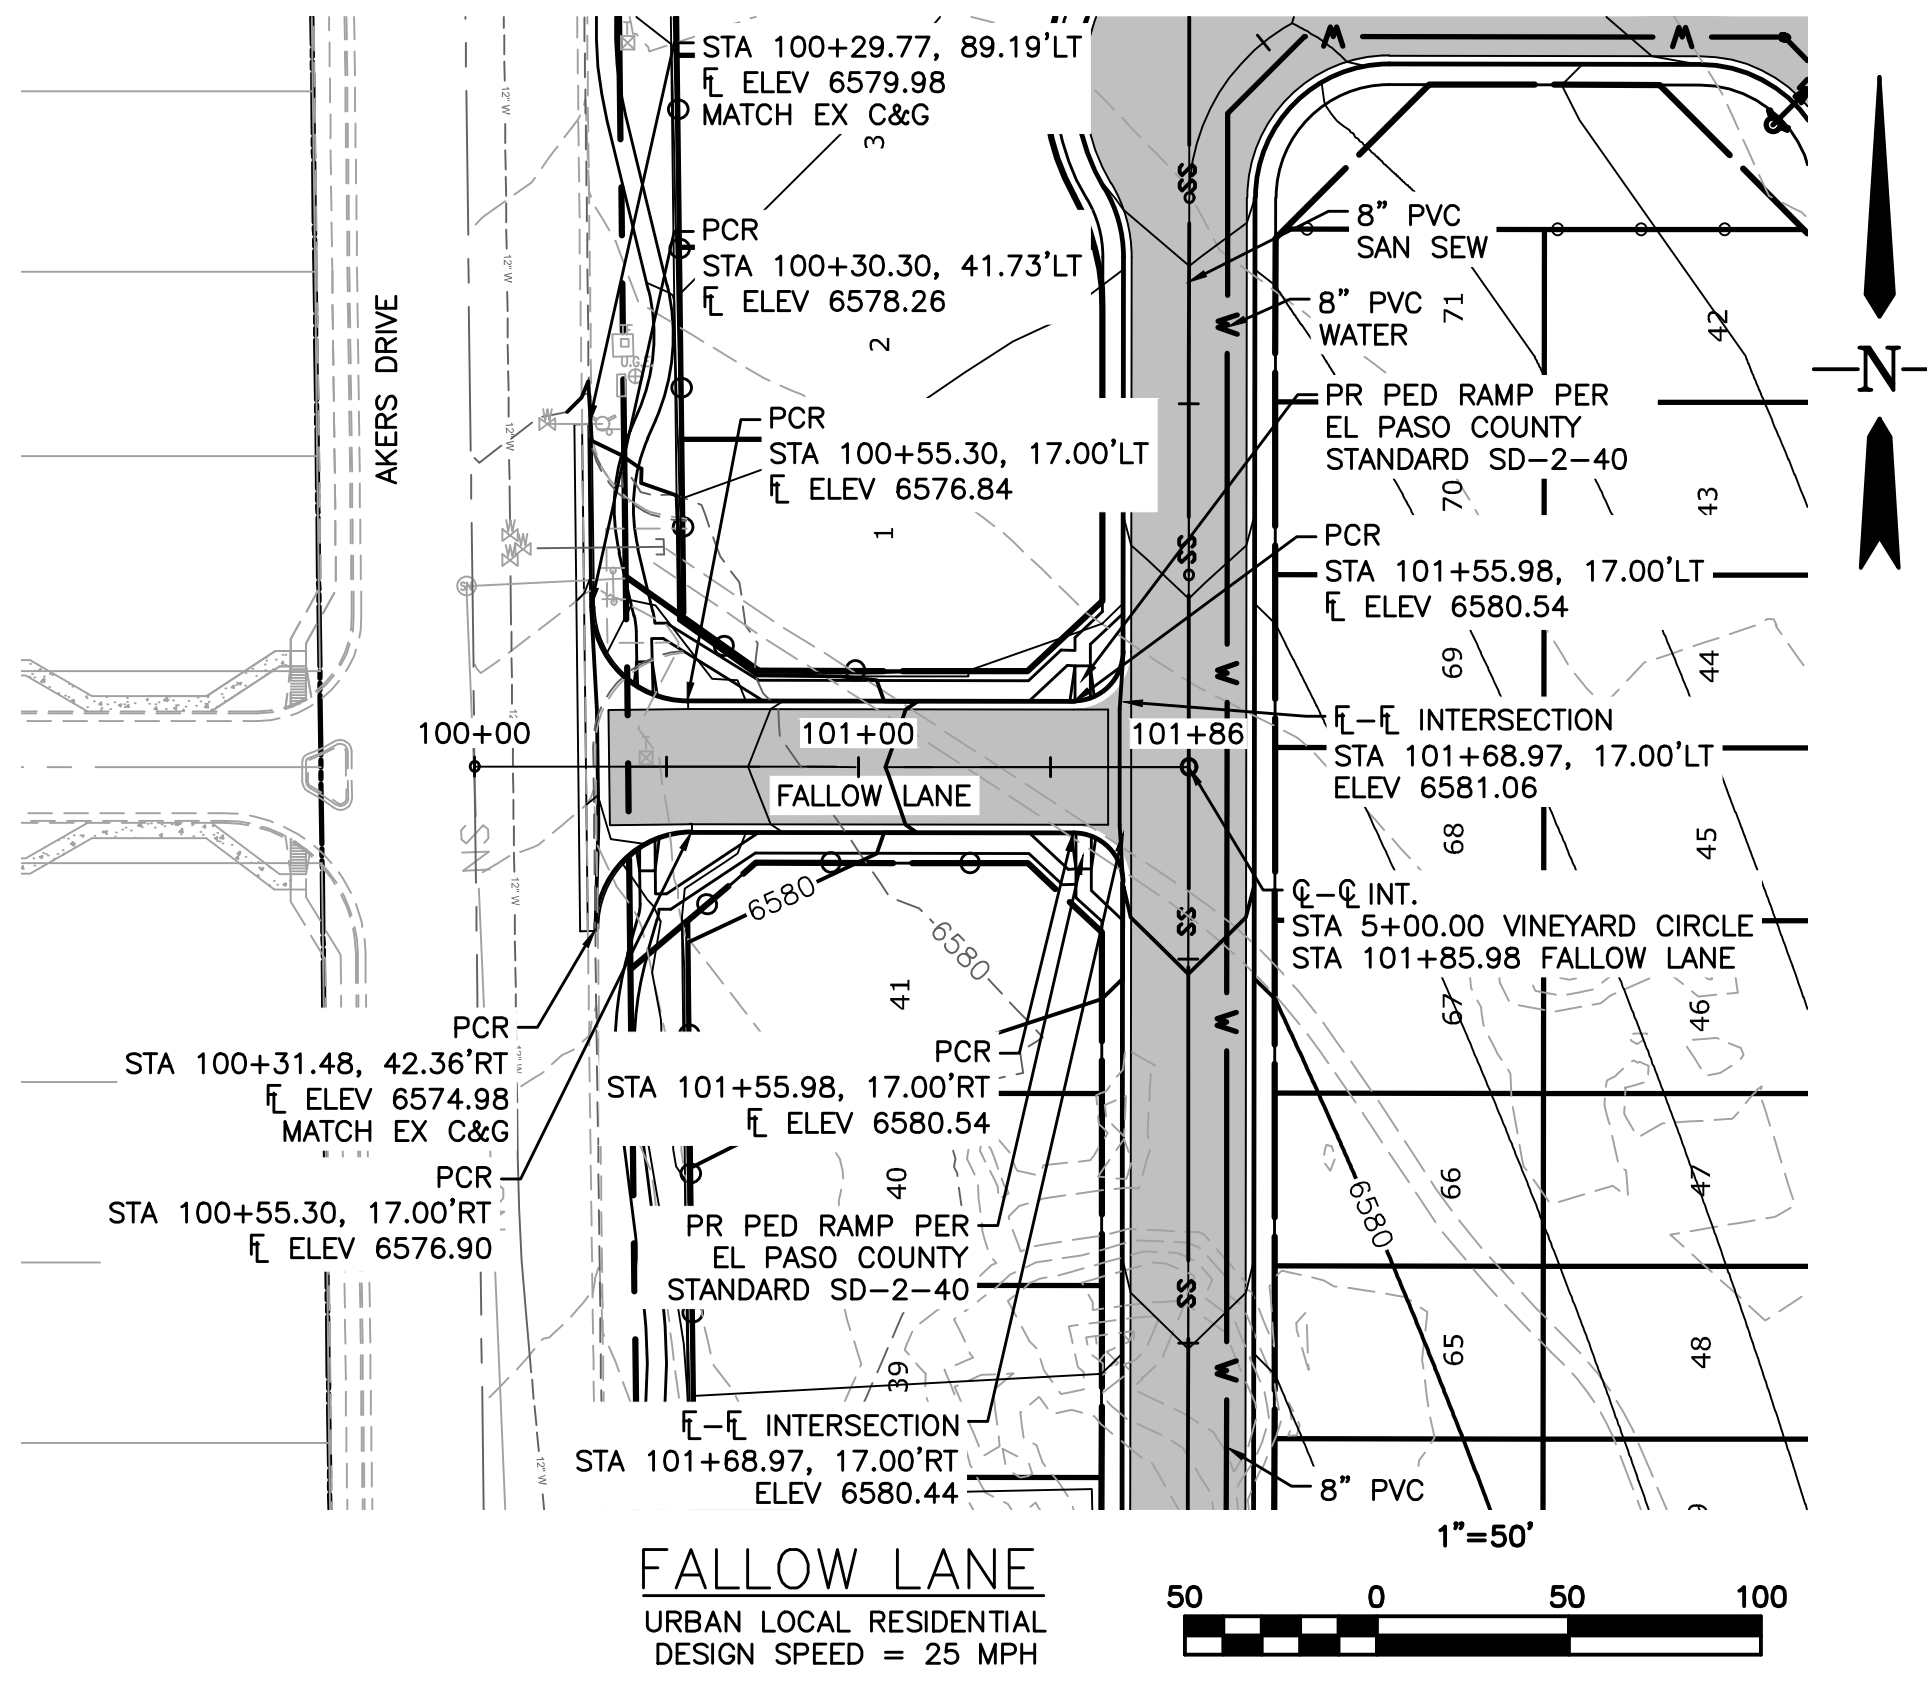 STA 100+29.77, 89.19'LT
FL ELEV 6579.98
MATCH EX C&G
3
PCR
STA 100+30.30, 41.73'LT
FL ELEV 6578.26
2
PCR
STA 100+55.30, 17.00'LT
FL ELEV 6576.84
1
AKERS DRIVE
12" W
12" W
12" W
W
W
SS
8" PVC
SAN SEW
8" PVC
WATER
W
71
42
N
PR PED RAMP PER
EL PASO COUNTY
STANDARD SD-2-40
70
43
SS
PCR
STA 101+55.98, 17.00'LT
FL ELEV 6580.54
69
44
W
FL-FL INTERSECTION
STA 101+68.97, 17.00'LT
ELEV 6581.06
100+00
101+00
101+86
FALLOW LANE
68
45
NS
12" W
6580
6580
SS
CL-CL INT.
STA 5+00.00 VINEYARD CIRCLE
STA 101+85.98 FALLOW LANE
41
67
46
W
PCR
STA 100+31.48, 42.36'RT
FL ELEV 6574.98
MATCH EX C&G
PCR
STA 101+55.98, 17.00'RT
FL ELEV 6580.54
PCR
STA 100+55.30, 17.00'RT
FL ELEV 6576.90
40
66
47
6580
PR PED RAMP PER
EL PASO COUNTY
STANDARD SD-2-40
SS
65
48
39
W
FL-FL INTERSECTION
STA 101+68.97, 17.00'RT
ELEV 6580.44
12" W
8" PVC
1"=50'
FALLOW LANE
URBAN LOCAL RESIDENTIAL
DESIGN SPEED = 25 MPH
50 0 50 100